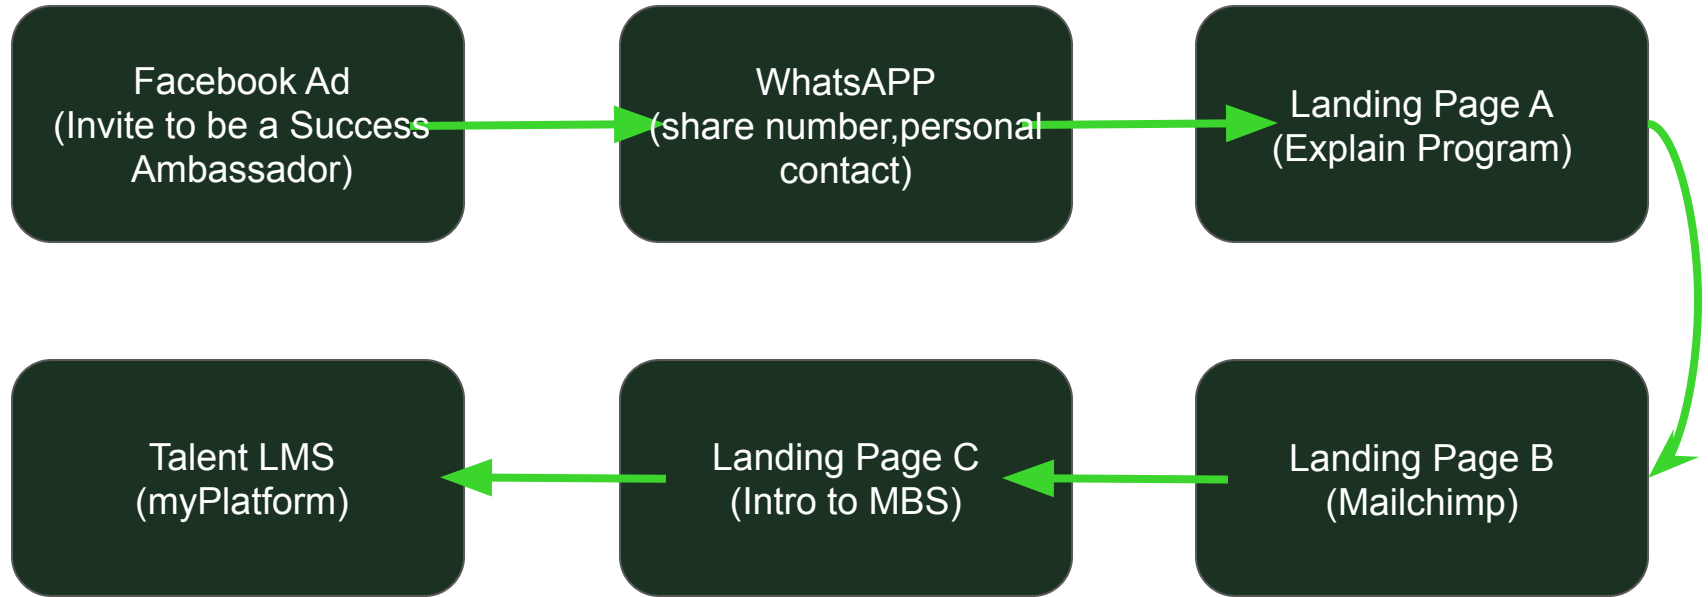 Facebook Ad
(Invite to be a Success
Ambassador)
WhatsAPP
(share number,personal
contact)
Landing Page A
(Explain Program)
Landing Page B
(Mailchimp)
Landing Page C
(Intro to MBS)
Talent LMS
(myPlatform)